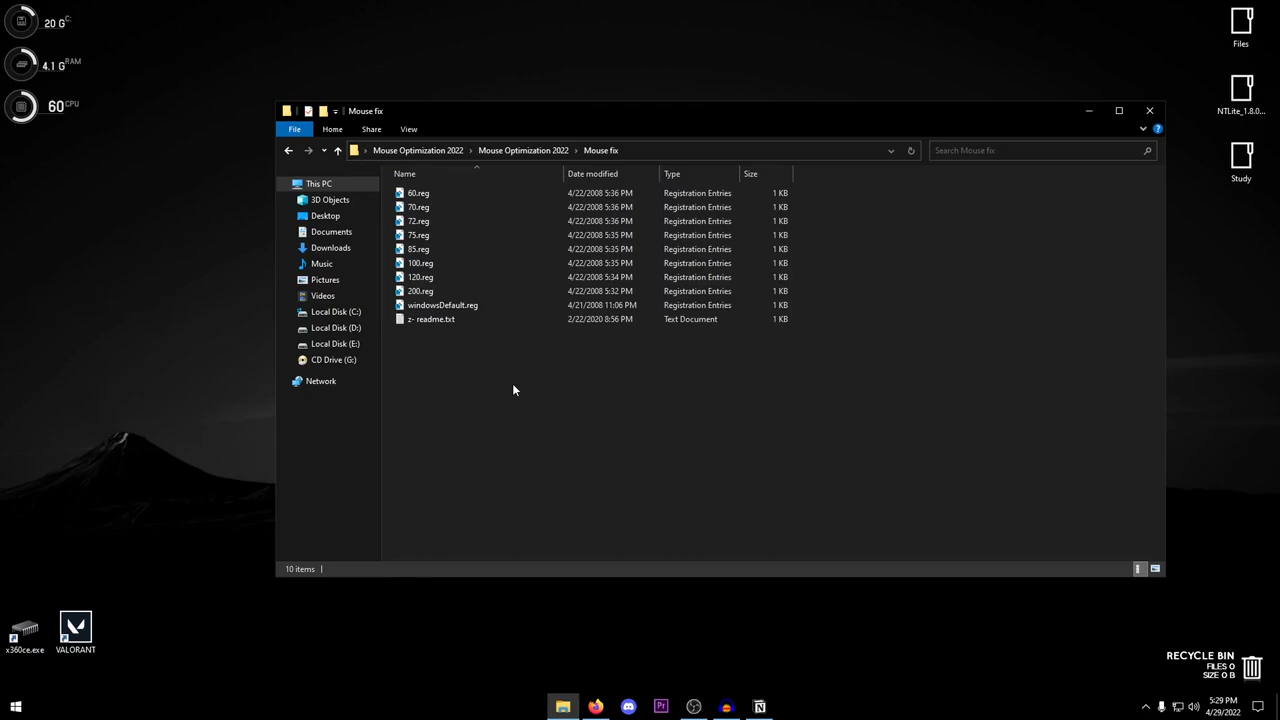 20 G C:
4.1 G RAM
60 CPU
Files
NTLite_1.8.0...
Study
Mouse fix
File Home Share View
Mouse Optimization 2022 › Mouse Optimization 2022 › Mouse fix
Search Mouse fix
Name Date modified Type Size
This PC
3D Objects
Desktop
Documents
Downloads
Music
Pictures
Videos
Local Disk (C:)
Local Disk (D:)
Local Disk (E:)
CD Drive (G:)
Network
60.reg 4/22/2008 5:36 PM Registration Entries 1 KB
70.reg 4/22/2008 5:36 PM Registration Entries 1 KB
72.reg 4/22/2008 5:36 PM Registration Entries 1 KB
75.reg 4/22/2008 5:35 PM Registration Entries 1 KB
85.reg 4/22/2008 5:35 PM Registration Entries 1 KB
100.reg 4/22/2008 5:35 PM Registration Entries 1 KB
120.reg 4/22/2008 5:34 PM Registration Entries 1 KB
200.reg 4/22/2008 5:32 PM Registration Entries 1 KB
windowsDefault.reg 4/21/2008 11:06 PM Registration Entries 1 KB
z- readme.txt 2/22/2020 8:56 PM Text Document 1 KB
10 items
x360ce.exe
VALORANT
RECYCLE BIN
FILES 0
SIZE 0 B
Pr
5:29 PM
4/29/2022